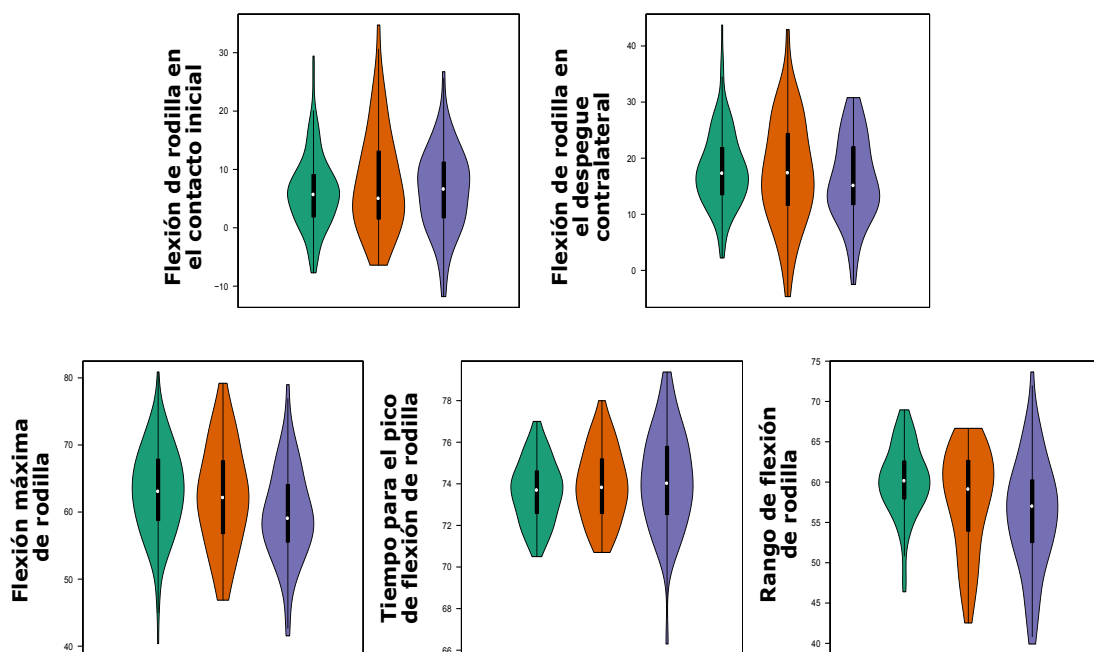 Flexión de rodilla en
el contacto inicial
30
20
10
0
−10
Flexión de rodilla en
el despegue
contralateral
40
30
20
10
0
Flexión máxima
de rodilla
80
70
60
50
40
Tiempo para el pico
de flexión de rodilla
78
76
74
72
70
68
66
Rango de flexión
de rodilla
75
70
65
60
55
50
45
40